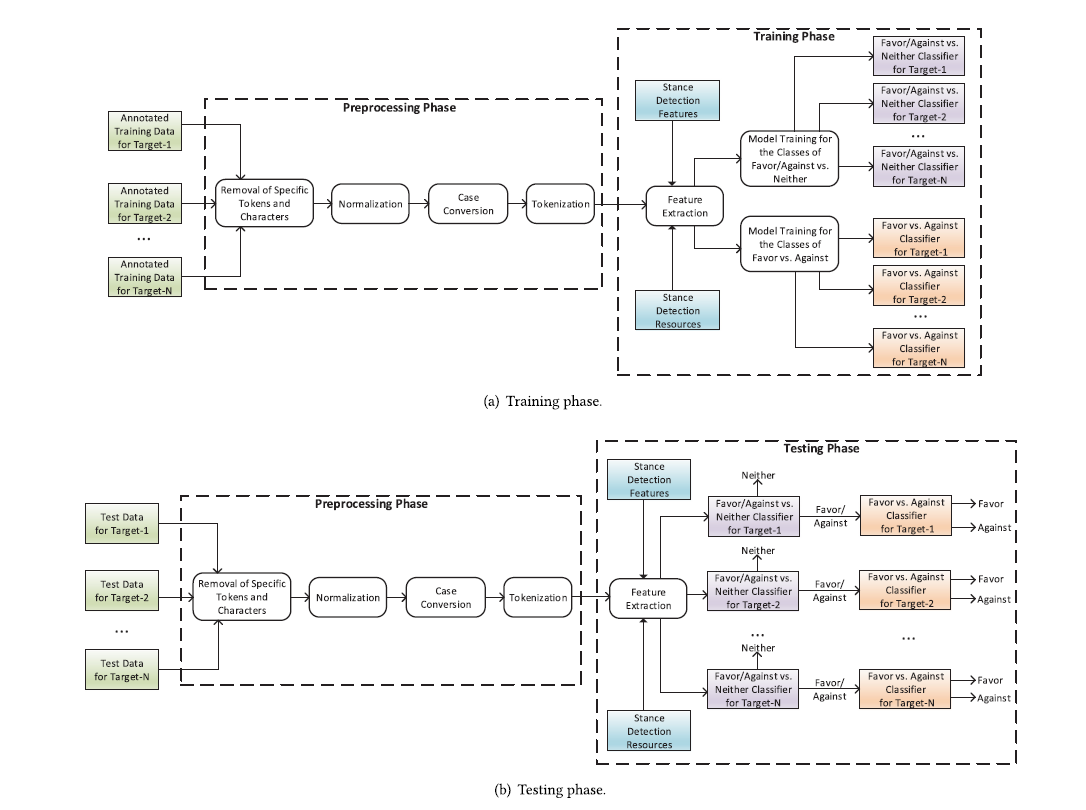 Training Phase
Favor/Against vs.
Neither Classifier
for Target-1
Stance
Detection
Features
Favor/Against vs.
Neither Classifier
for Target-2
...
Preprocessing Phase
Annotated
Training Data
for Target-1
Model Training for
the Classes of
Favor/Against vs.
Neither
Favor/Against vs.
Neither Classifier
for Target-N
Annotated
Training Data
for Target-2
...
Removal of Specific
Tokens and
Characters
Normalization
Case
Conversion
Tokenization
Feature
Extraction
Model Training for
the Classes of
Favor vs. Against
Favor vs. Against
Classifier
for Target-1
Annotated
Training Data
for Target-N
Favor vs. Against
Classifier
for Target-2
...
Stance
Detection
Resources
Favor vs. Against
Classifier
for Target-N
(a) Training phase.
Testing Phase
Stance
Detection
Features
Neither
Preprocessing Phase
Test Data
for Target-1
Favor/Against vs.
Neither Classifier
for Target-1
Favor/
Against
Favor vs. Against
Classifier
for Target-1
Favor
Against
Neither
Test Data
for Target-2
...
Removal of Specific
Tokens and
Characters
Normalization
Case
Conversion
Tokenization
Feature
Extraction
Favor/Against vs.
Neither Classifier
for Target-2
Favor/
Against
Favor vs. Against
Classifier
for Target-2
Favor
Against
...
...
Neither
Test Data
for Target-N
Favor/Against vs.
Neither Classifier
for Target-N
Favor/
Against
Favor vs. Against
Classifier
for Target-N
Favor
Against
Stance
Detection
Resources
(b) Testing phase.